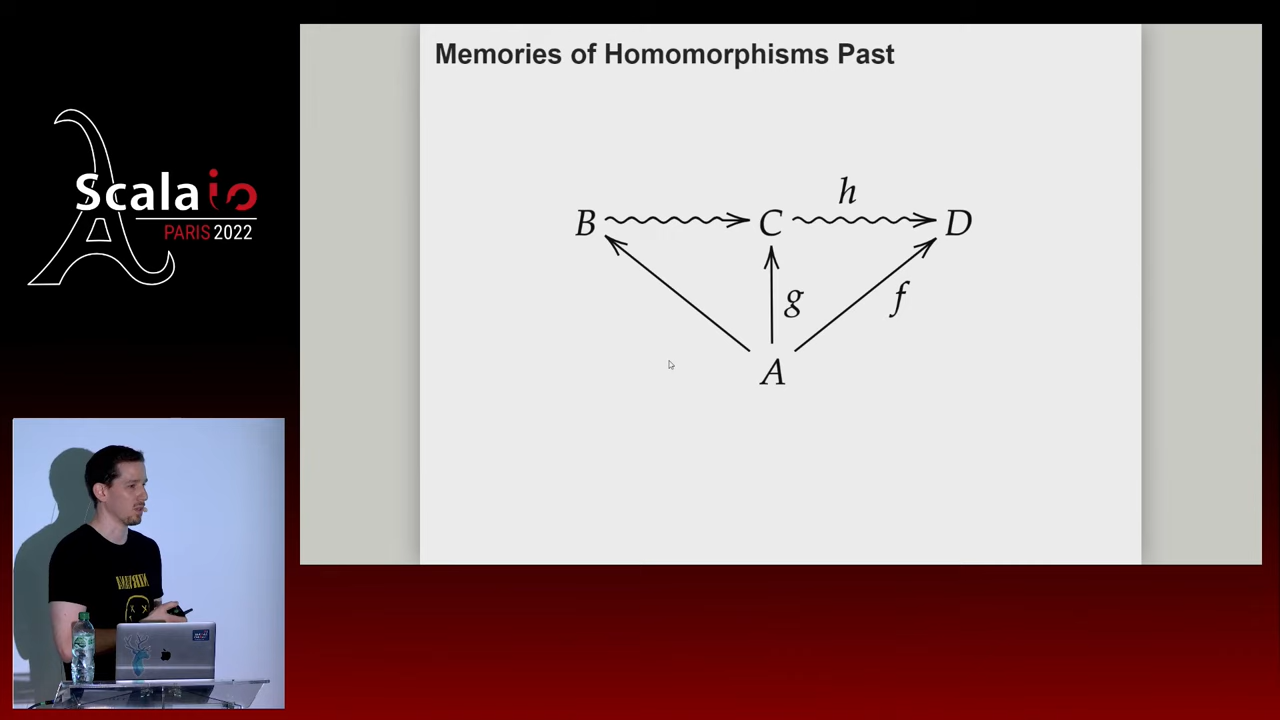 Memories of Homomorphisms Past
Scala io
PARIS 2022
h
B C D
g f
A